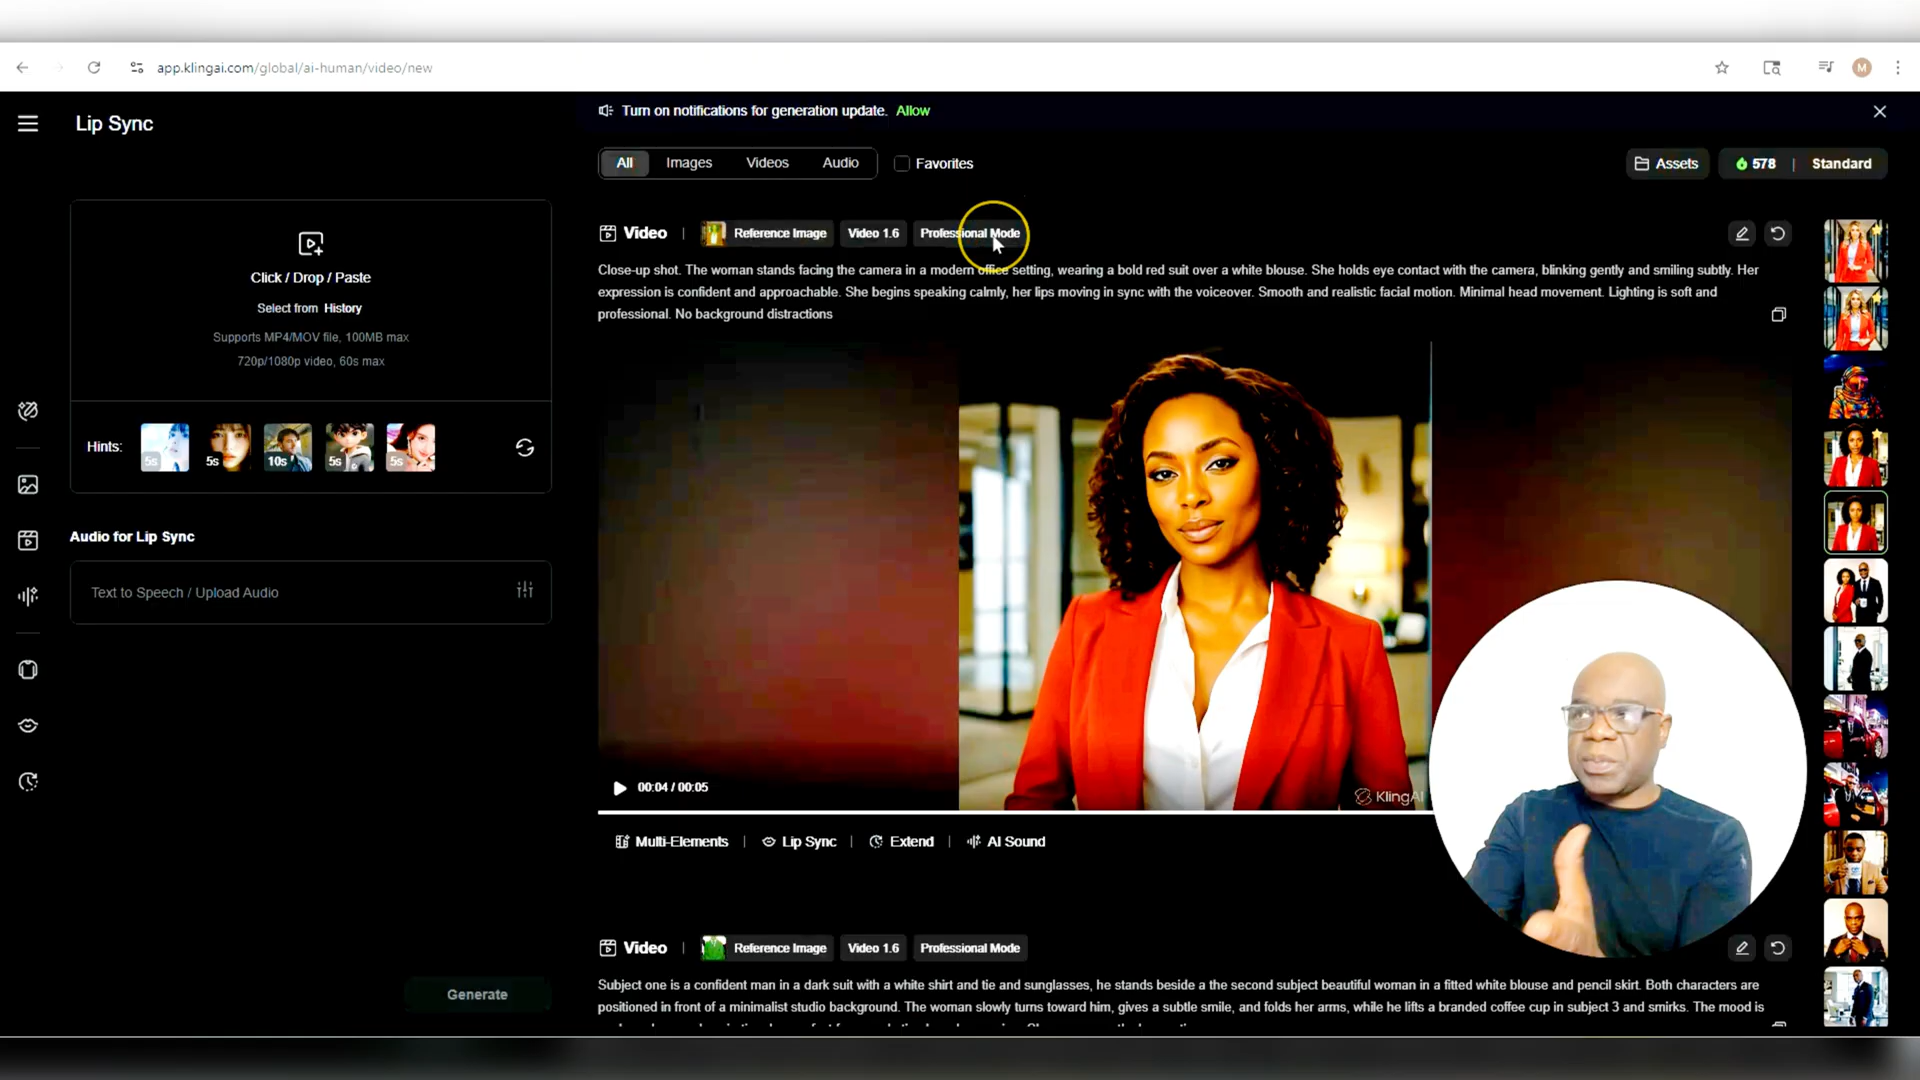 app.klingai.com/global/ai-human/video/new
M
Lip Sync
Turn on notifications for generation update. Allow
All Images Videos Audio Favorites
Assets 578 | Standard
Click / Drop / Paste
Select from History
Supports MP4/MOV file, 100MB max
720p/1080p video, 60s max
Hints: 5s 5s 10s 5s 5s
Audio for Lip Sync
Text to Speech / Upload Audio
Generate
Video | Reference Image Video 1.6 Professional Mode
Close-up shot. The woman stands facing the camera in a modern office setting, wearing a bold red suit over a white blouse. She holds eye contact with the camera, blinking gently and smiling subtly. Her
expression is confident and approachable. She begins speaking calmly, her lips moving in sync with the voiceover. Smooth and realistic facial motion. Minimal head movement. Lighting is soft and
professional. No background distractions
00:04 / 00:05
KlingAI
Multi-Elements | Lip Sync | Extend | AI Sound
Video | Reference Image Video 1.6 Professional Mode
Subject one is a confident man in a dark suit with a white shirt and tie and sunglasses, he stands beside a the second subject beautiful woman in a fitted white blouse and pencil skirt. Both characters are
positioned in front of a minimalist studio background. The woman slowly turns toward him, gives a subtle smile, and folds her arms, while he lifts a branded coffee cup in subject 3 and smirks. The mood is